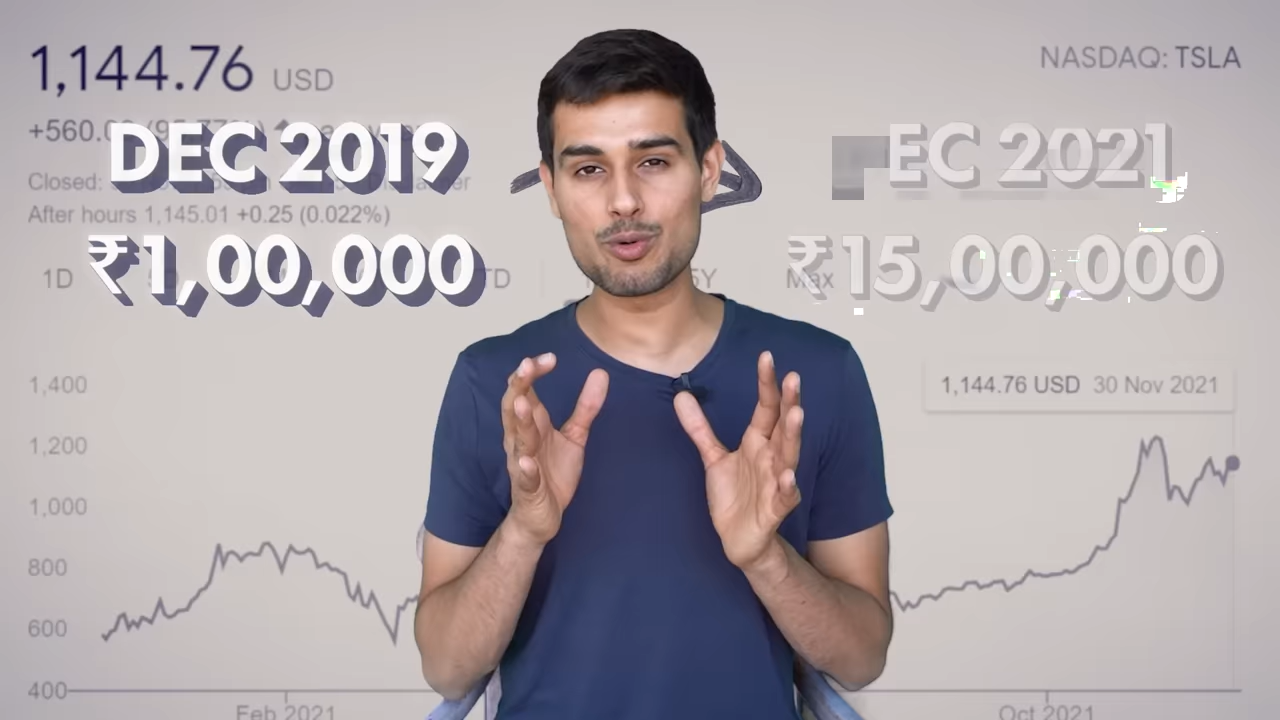 1,144.76 USD
NASDAQ: TSLA
+560.0
DEC 2019
EC 2021
Closed:
After hours 1,145.01 +0.25 (0.022%)
₹1,00,000
₹15,00,000
1D
Max
1,400
1,144.76 USD 30 Nov 2021
1,200
1,000
800
600
400
Feb 2021
Oct 2021